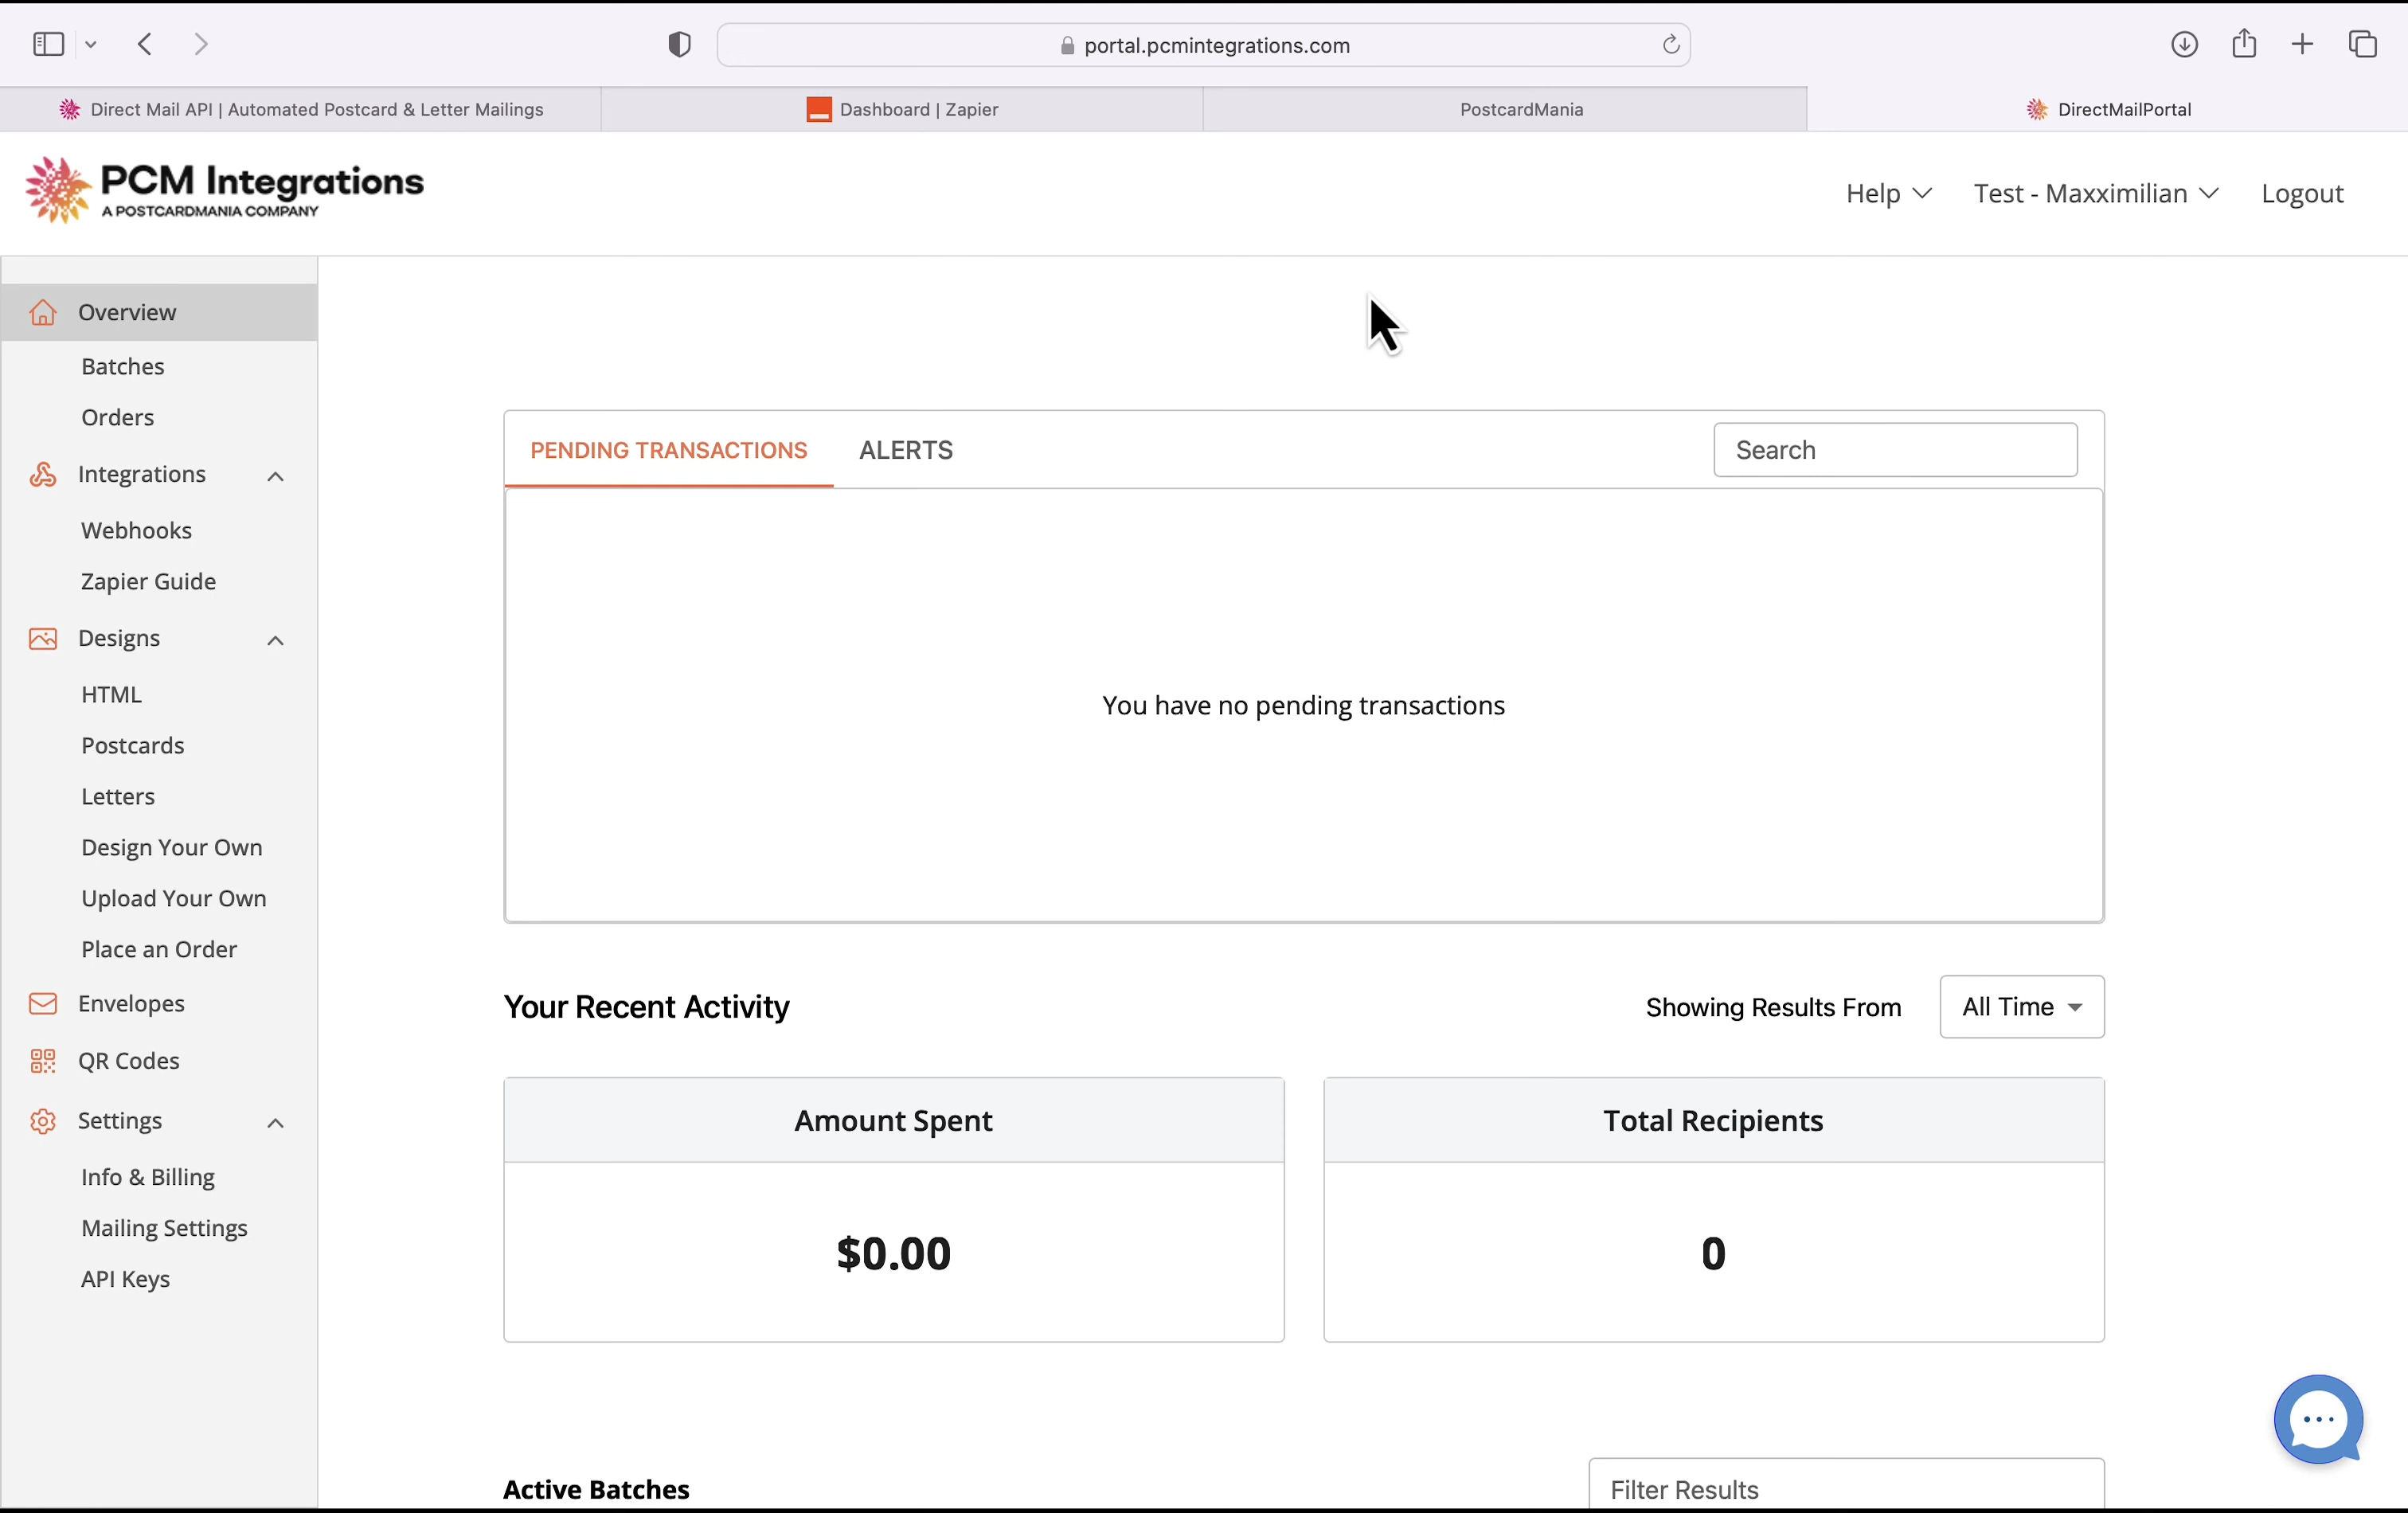 portal.pcmintegrations.com
Direct Mail API | Automated Postcard & Letter Mailings
Dashboard | Zapier
PostcardMania
DirectMailPortal
PCM Integrations
A POSTCARDMANIA COMPANY
Help
Test - Maxximilian
Logout
Overview
Batches
Orders
Integrations
Webhooks
Zapier Guide
Designs
HTML
Postcards
Letters
Design Your Own
Upload Your Own
Place an Order
Envelopes
QR Codes
Settings
Info & Billing
Mailing Settings
API Keys
PENDING TRANSACTIONS
ALERTS
Search
You have no pending transactions
Your Recent Activity
Showing Results From
All Time
Amount Spent
$0.00
Total Recipients
0
Active Batches
Filter Results